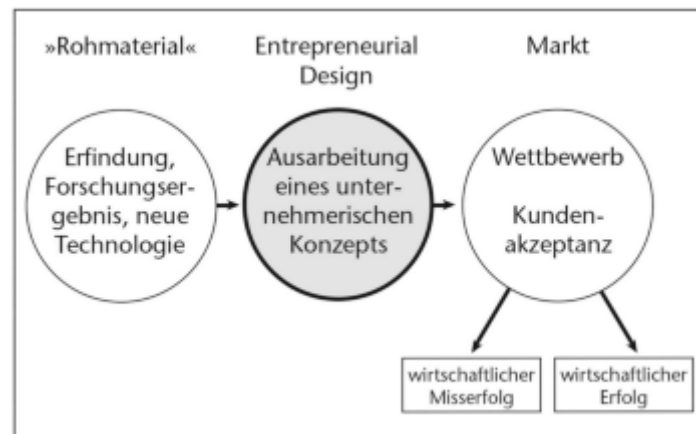 »Rohmaterial«
Entrepreneurial
Design
Markt
Erfindung,
Forschungser-
gebnis, neue
Technologie
Ausarbeitung
eines unter-
nehmerischen
Konzepts
Wettbewerb
Kunden-
akzeptanz
wirtschaftlicher
Misserfolg
wirtschaftlicher
Erfolg